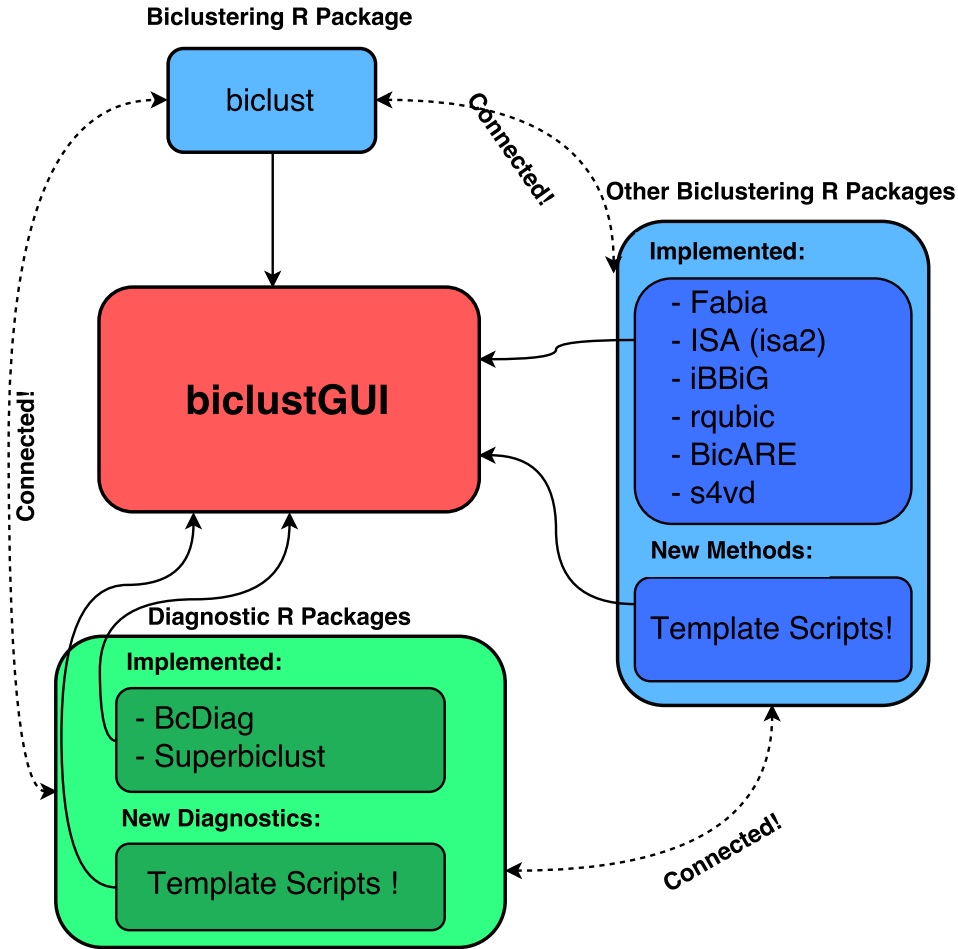 Biclustering R Package
biclust
Connected!
Other Biclustering R Packages
Implemented:
- Fabia
- ISA (isa2)
- iBBiG
- rqubic
- BicARE
- s4vd
New Methods:
Template Scripts!
biclustGUI
Connected!
Diagnostic R Packages
Implemented:
- BcDiag
- Superbiclust
New Diagnostics:
Template Scripts !
Connected!